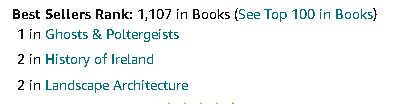 Best Sellers Rank: 1,107 in Books (See Top 100 in Books)
1 in Ghosts & Poltergeists
2 in History of Ireland
2 in Landscape Architecture